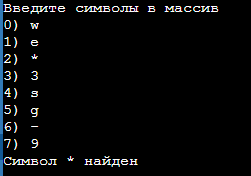 Введите символы в массив
0) w
1) e
2) *
3) 3
4) s
5) g
6) -
7) 9
Символ * найден